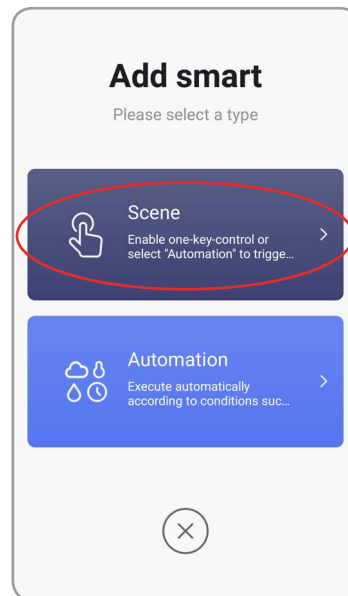 Add smart
Please select a type
Scene
Enable one-key-control or
select "Automation" to trigge...
Automation
Execute automatically
according to conditions suc...